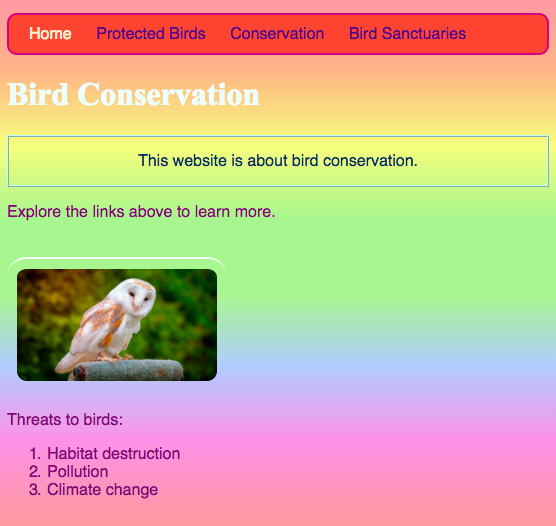 Home Protected Birds Conservation Bird Sanctuaries
Bird Conservation
This website is about bird conservation.
Explore the links above to learn more.
Threats to birds:
1. Habitat destruction
2. Pollution
3. Climate change